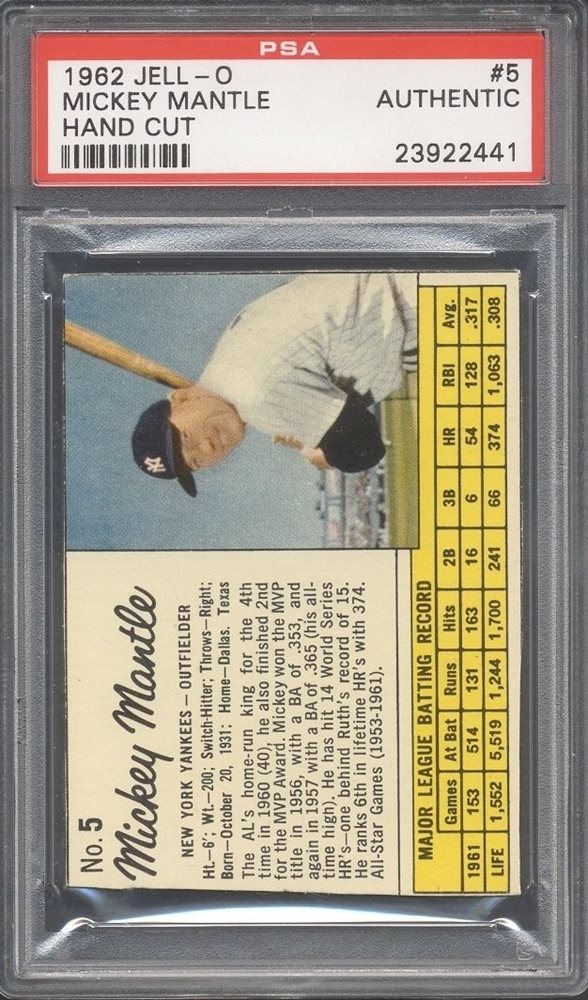 PSA
1962 JELL-O #5
MICKEY MANTLE AUTHENTIC
HAND CUT
23922441
No. 5
Mickey Mantle
NEW YORK YANKEES — OUTFIELDER
Ht.—6'; Wt.—200; Switch-Hitter; Throws—Right;
Born—October 20, 1931; Home—Dallas, Texas
The AL's home-run king for the 4th
time in 1960 (40), he also finished 2nd
for the MVP Award. Mickey won the MVP
title in 1956, with a BA of .353, and
again in 1957 with a BA of .365 (his all-
time high). He has hit 14 World Series
HR's—one behind Ruth's record of 15.
He ranks 6th in lifetime HR's with 374.
All-Star Games (1953-1961).
MAJOR LEAGUE BATTING RECORD
Games At Bat Runs Hits 2B 3B HR RBI Avg.
1961 153 514 131 163 16 6 54 128 .317
LIFE 1,552 5,519 1,244 1,700 241 66 374 1,063 .308
NY